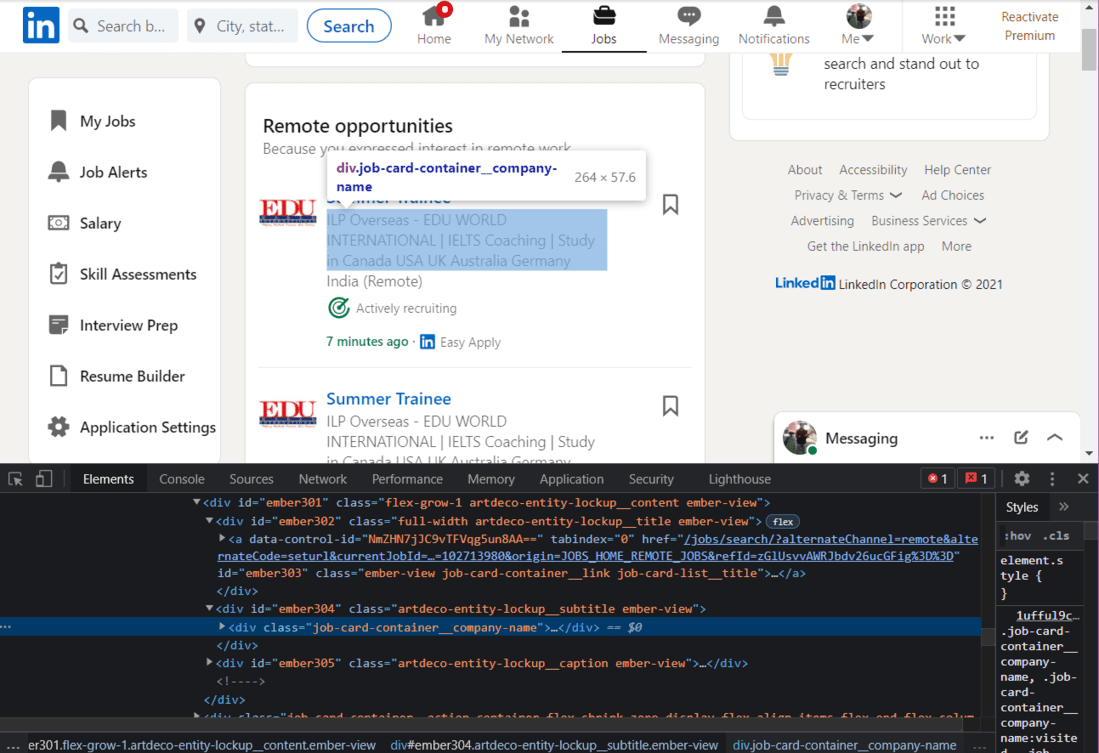 in Search b... City, stat... Search
Home My Network Jobs Messaging Notifications Me Work Reactivate Premium
My Jobs
Job Alerts
Salary
Skill Assessments
Interview Prep
Resume Builder
Application Settings
Remote opportunities
Because you expressed interest in remote work
div.job-card-container__company-
name
264 × 57.6
EDU
Summer Trainee
ILP Overseas - EDU WORLD
INTERNATIONAL | IELTS Coaching | Study
in Canada USA UK Australia Germany
India (Remote)
Actively recruiting
7 minutes ago · in Easy Apply
EDU
Summer Trainee
ILP Overseas - EDU WORLD
INTERNATIONAL | IELTS Coaching | Study
in Canada USA UK Australia Germany
search and stand out to
recruiters
About Accessibility Help Center
Privacy & Terms Ad Choices
Advertising Business Services
Get the LinkedIn app More
LinkedIn LinkedIn Corporation © 2021
Messaging
Elements Console Sources Network Performance Memory Application Security Lighthouse 1 1
<div id="ember301" class="flex-grow-1 artdeco-entity-lockup__content ember-view">
<div id="ember302" class="full-width artdeco-entity-lockup__title ember-view"> flex
<a data-control-id="NmZHN7jJC9vTFVqg5un8AA==" tabindex="0" href="/jobs/search/?alternateChannel=remote&alte
rnateCode=seturl&currentJobId=…=102713980&origin=JOBS_HOME_REMOTE_JOBS&refId=zGlUsvvAWRJbdv26ucGFig%3D%3D"
id="ember303" class="ember-view job-card-container__link job-card-list__title">…</a>
</div>
<div id="ember304" class="artdeco-entity-lockup__subtitle ember-view">
... <div class="job-card-container__company-name">…</div> == $0
</div>
<div id="ember305" class="artdeco-entity-lockup__caption ember-view">…</div>
<!---->
</div>
<div class="job-card-container__action-container flex-shrink-zero display-flex align-items-flex-end flex-colum
... er301.flex-grow-1.artdeco-entity-lockup__content.ember-view div#ember304.artdeco-entity-lockup__subtitle.ember-view div.job-card-container__company-name ...
Styles »
:hov .cls
element.s
tyle {
}
1ufful9c…
.job-card-
container__
company-
name, .job-
card-
container__
company-
name:visite